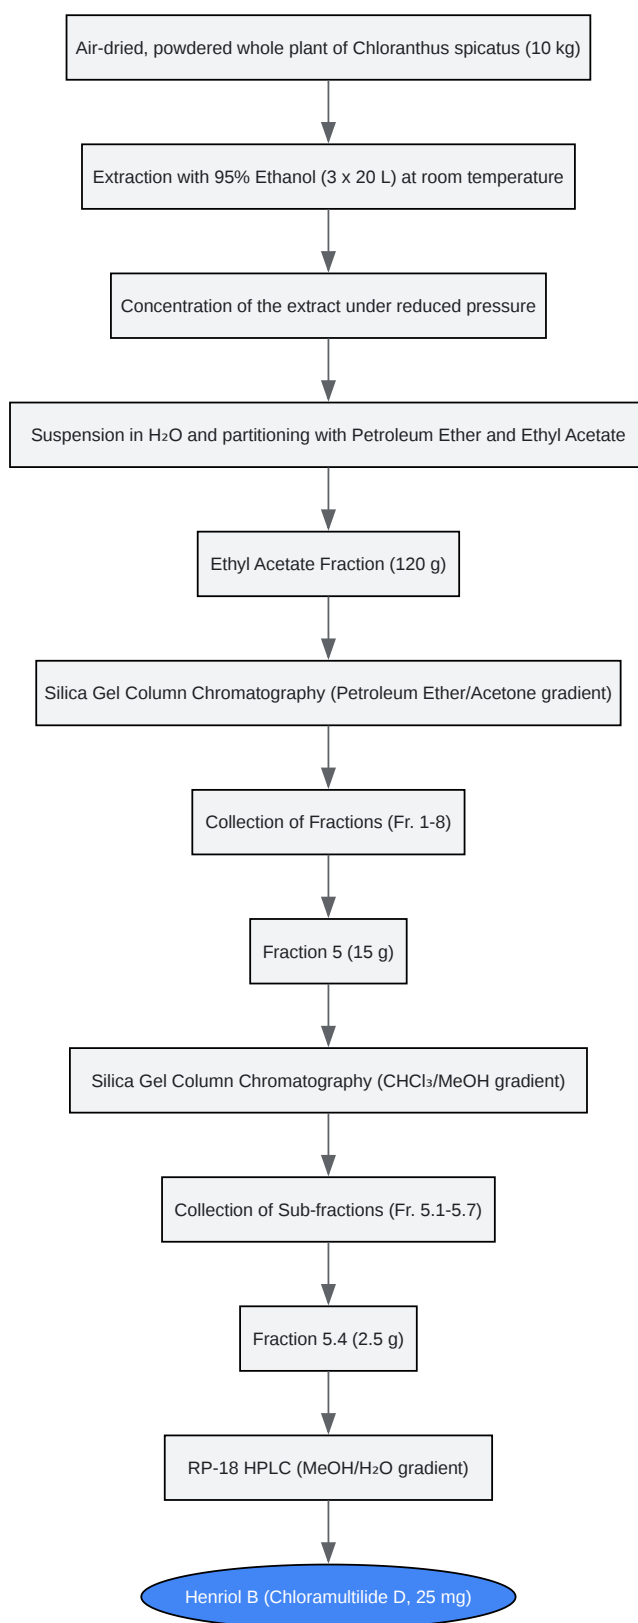 Air-dried, powdered whole plant of Chloranthus spicatus (10 kg)
Extraction with 95% Ethanol (3 x 20 L) at room temperature
Concentration of the extract under reduced pressure
Suspension in H₂O and partitioning with Petroleum Ether and Ethyl Acetate
Ethyl Acetate Fraction (120 g)
Silica Gel Column Chromatography (Petroleum Ether/Acetone gradient)
Collection of Fractions (Fr. 1-8)
Fraction 5 (15 g)
Silica Gel Column Chromatography (CHCl₃/MeOH gradient)
Collection of Sub-fractions (Fr. 5.1-5.7)
Fraction 5.4 (2.5 g)
RP-18 HPLC (MeOH/H₂O gradient)
Henriol B (Chloramultilide D, 25 mg)